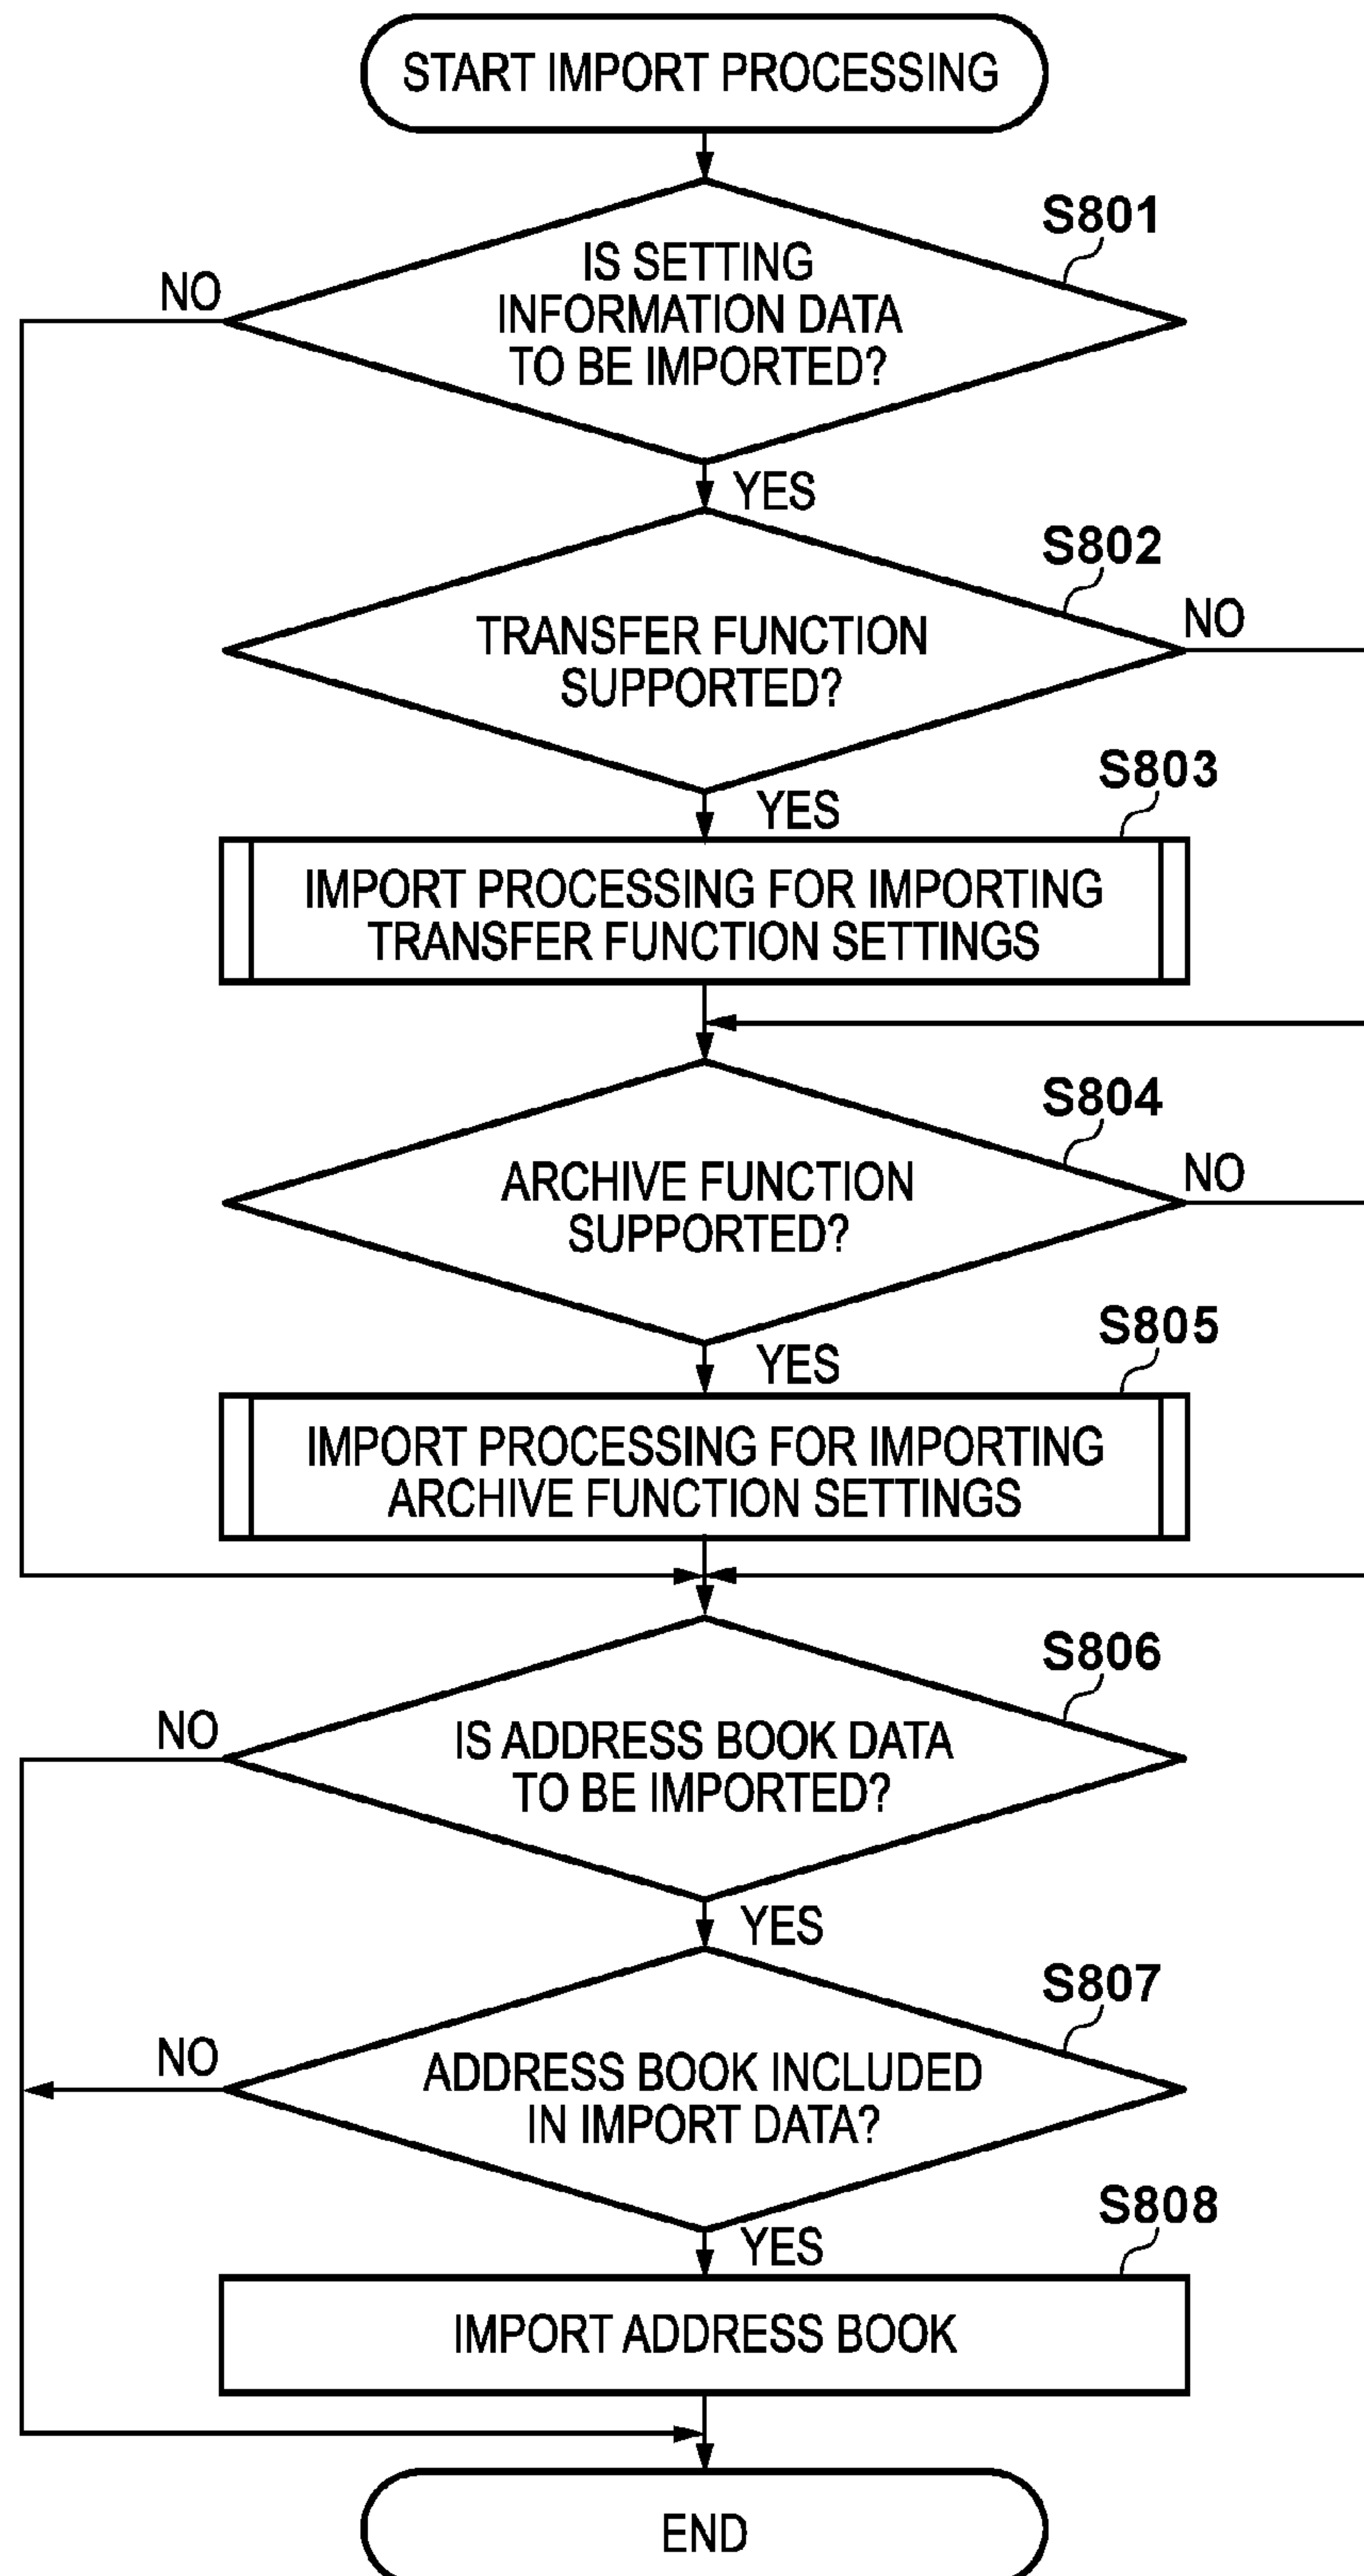 START IMPORT PROCESSING
S801
IS SETTING
INFORMATION DATA
TO BE IMPORTED?
NO
YES
S802
TRANSFER FUNCTION
SUPPORTED?
NO
YES
S803
IMPORT PROCESSING FOR IMPORTING
TRANSFER FUNCTION SETTINGS
S804
ARCHIVE FUNCTION
SUPPORTED?
NO
YES
S805
IMPORT PROCESSING FOR IMPORTING
ARCHIVE FUNCTION SETTINGS
S806
IS ADDRESS BOOK DATA
TO BE IMPORTED?
NO
YES
S807
ADDRESS BOOK INCLUDED
IN IMPORT DATA?
NO
YES
S808
IMPORT ADDRESS BOOK
END